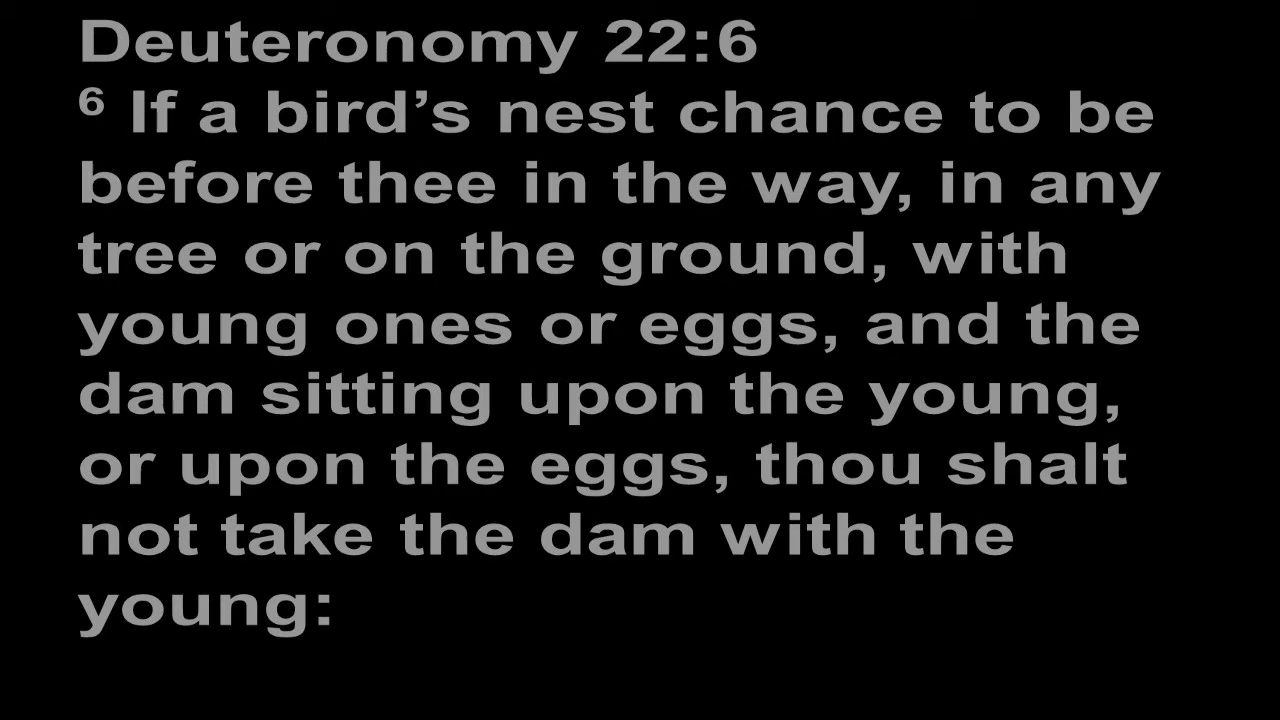 Deuteronomy 22:6
6 If a bird’s nest chance to be
before thee in the way, in any
tree or on the ground, with
young ones or eggs, and the
dam sitting upon the young,
or upon the eggs, thou shalt
not take the dam with the
young: